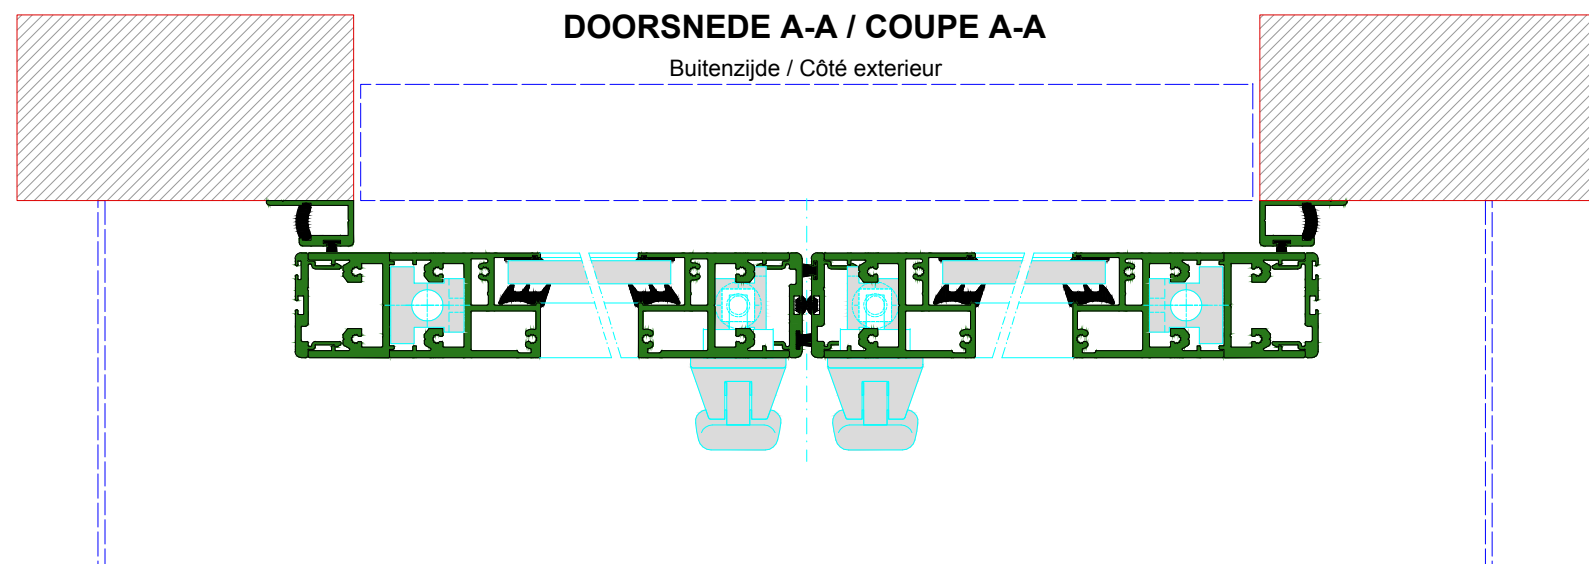 DOORSNEDE A-A / COUPE A-A
Buitenzijde / Côté exterieur